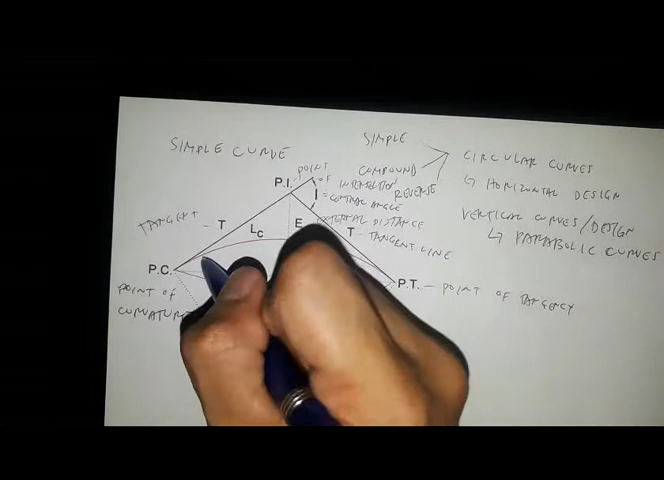 SIMPLE CURVE
SIMPLE
COMPOUND
REVERSE
CIRCULAR CURVES
↳ HORIZONTAL DESIGN
VERTICAL CURVES/DESIGN
↳ PARABOLIC CURVES
P.I. POINT
OF
INTERSECTION
I = CENTRAL ANGLE
E EXTERNAL DISTANCE
TANGENT - T
LC
T - TANGENT LINE
P.C.
POINT OF
CURVATURE
P.T. - POINT OF TANGENCY